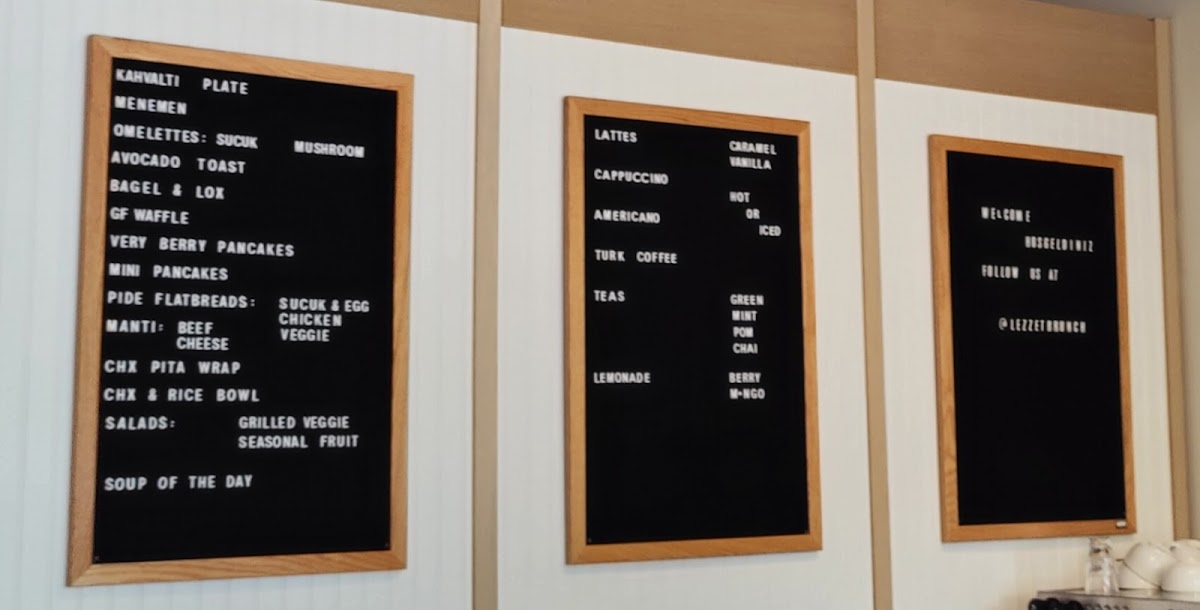 KAHVALTI PLATE
MENEMEN
OMELETTES: SUCUK MUSHROOM
AVOCADO TOAST
BAGEL & LOX
GF WAFFLE
VERY BERRY PANCAKES
MINI PANCAKES
PIDE FLATBREADS: SUCUK & EGG
CHICKEN
VEGGIE
MANTI: BEEF
CHEESE
CHX PITA WRAP
CHX & RICE BOWL
SALADS: GRILLED VEGGIE
SEASONAL FRUIT
SOUP OF THE DAY
LATTES CARAMEL
VANILLA
CAPPUCCINO
HOT
OR
ICED
AMERICANO
TURK COFFEE
TEAS GREEN
MINT
POM
CHAI
LEMONADE BERRY
M-NGO
WELCOME
HOSGELDINIZ
FOLLOW US AT
@LEZZETBRUNCH